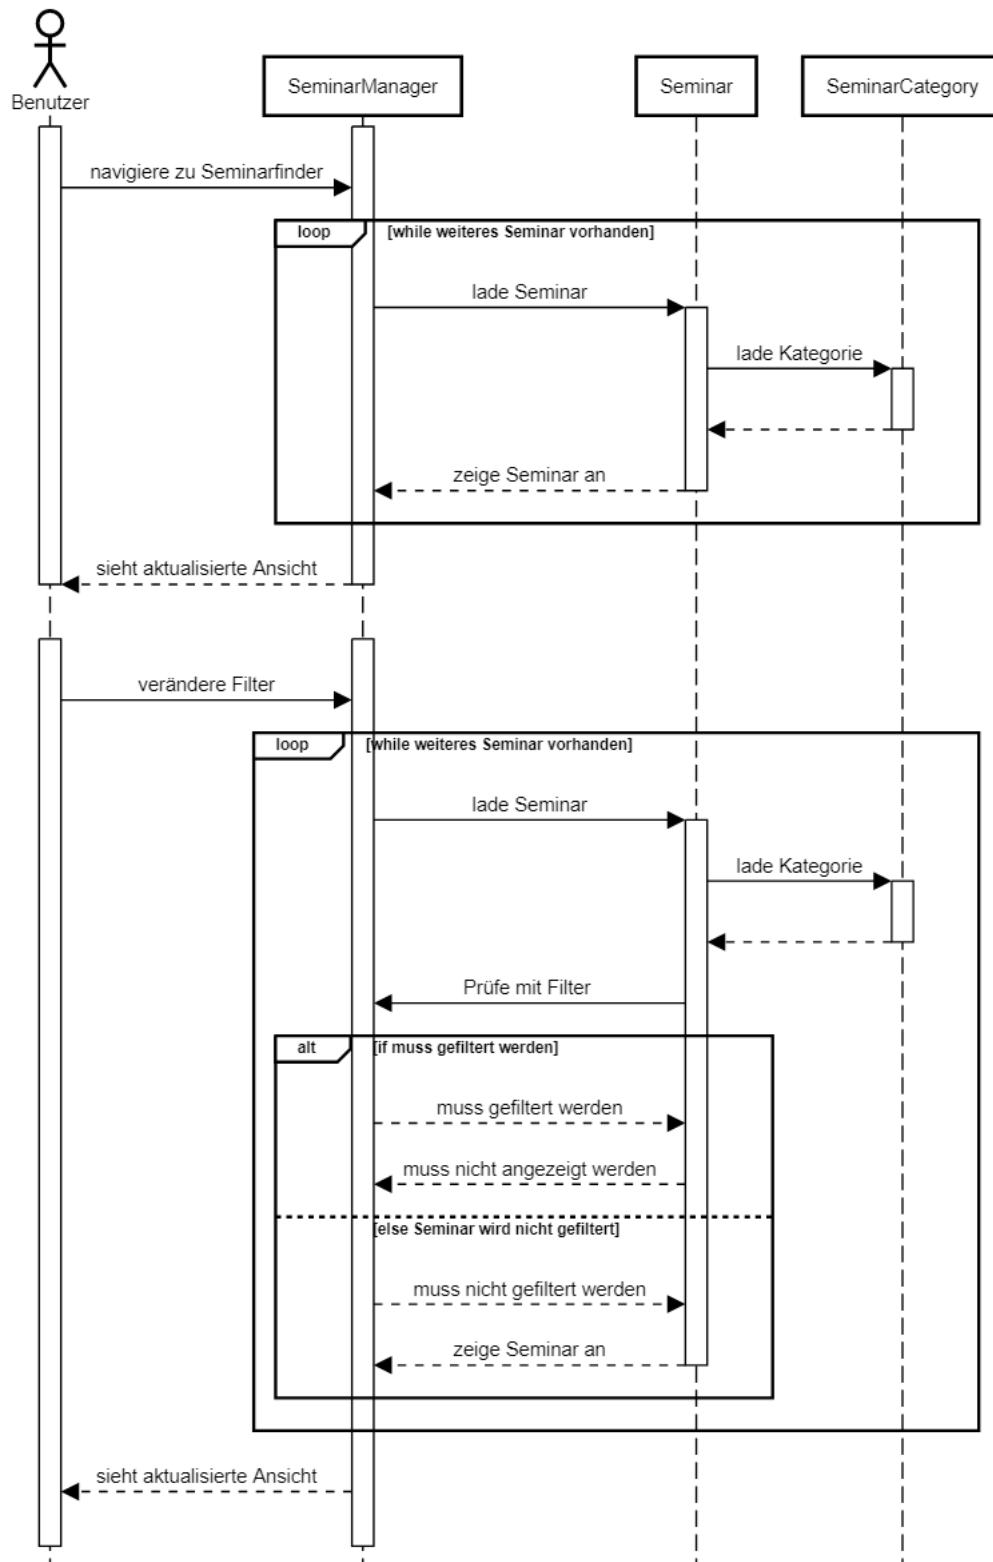 Benutzer
SeminarManager
Seminar
SeminarCategory
navigiere zu Seminarfinder
loop
[while weiteres Seminar vorhanden]
lade Seminar
lade Kategorie
zeige Seminar an
sieht aktualisierte Ansicht
verändere Filter
loop
[while weiteres Seminar vorhanden]
lade Seminar
lade Kategorie
Prüfe mit Filter
alt
[if muss gefiltert werden]
muss gefiltert werden
muss nicht angezeigt werden
[else Seminar wird nicht gefiltert]
muss nicht gefiltert werden
zeige Seminar an
sieht aktualisierte Ansicht